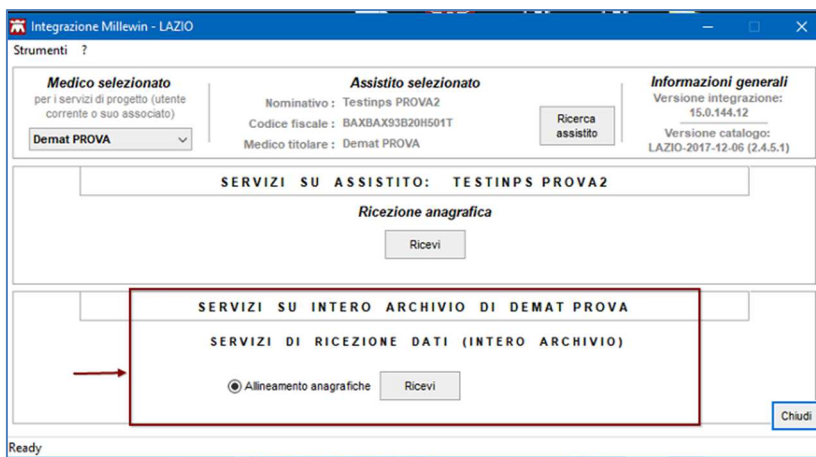 Integrazione Millewin - LAZIO
Strumenti ?
Medico selezionato
per i servizi di progetto (utente
corrente o suo associato)
Demat PROVA
Assistito selezionato
Nominativo : Testinps PROVA2
Codice fiscale : BAXBAX93B20H501T
Medico titolare : Demat PROVA
Ricerca
assistito
Informazioni generali
Versione integrazione:
15.0.144.12
Versione catalogo:
LAZIO-2017-12-06 (2.4.5.1)
SERVIZI SU ASSISTITO: TESTINPS PROVA2
Ricezione anagrafica
Ricevi
SERVIZI SU INTERO ARCHIVIO DI DEMAT PROVA
SERVIZI DI RICEZIONE DATI (INTERO ARCHIVIO)
Allineamento anagrafiche Ricevi
Chiudi
Ready